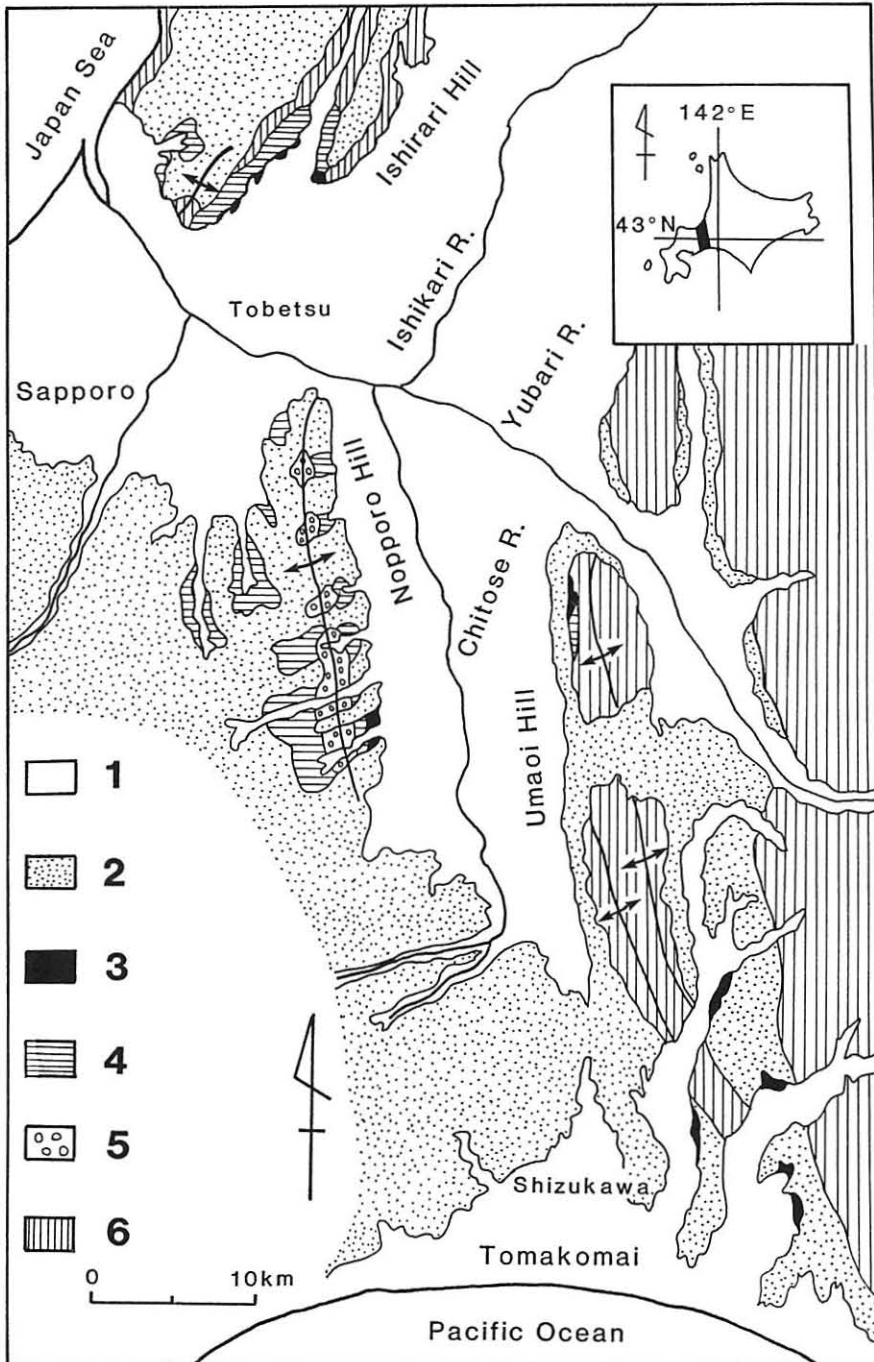 Japan Sea
Ishirari Hill
142°E
43°N
Ishikari R.
Tobetsu
Yubari R.
Sapporo
Nopporo Hill
Chitose R.
Umaoi Hill
1
2
3
4
5
6
Shizukawa
0 10km
Tomakomai
Pacific Ocean